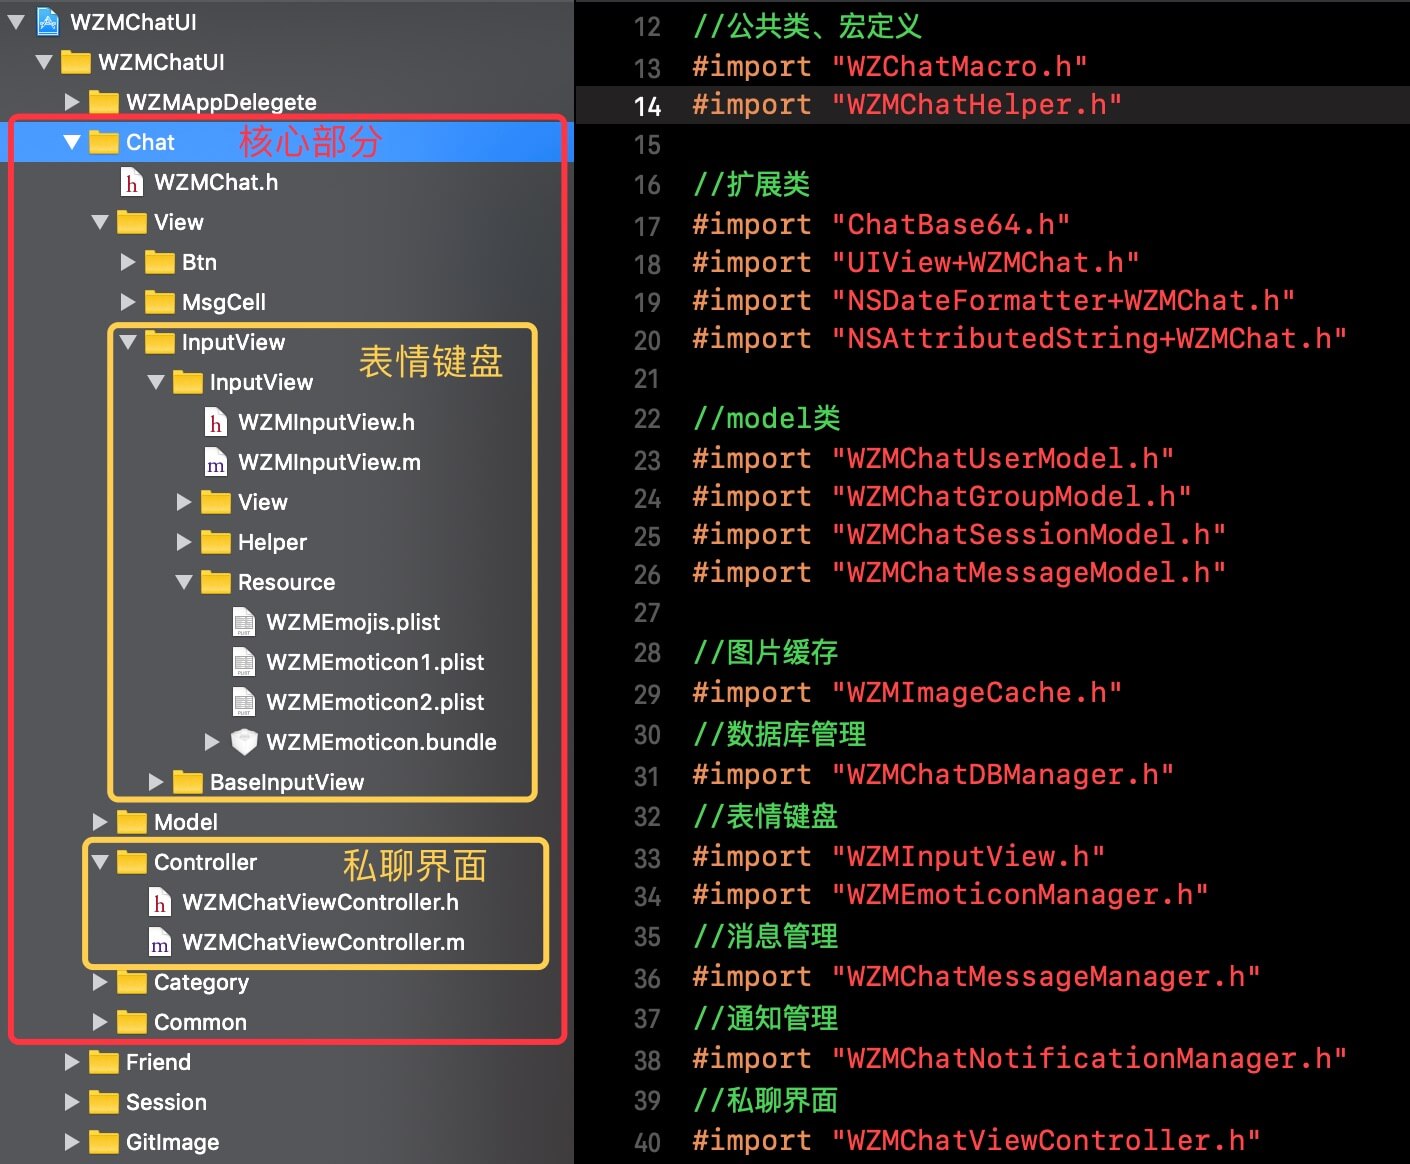 WZMChatUI
WZMChatUI
WZMAppDelegete
Chat 核心部分
h WZMChat.h
View
Btn
MsgCell
InputView
表情键盘
InputView
h WZMInputView.h
m WZMInputView.m
View
Helper
Resource
PLIST WZMEmojis.plist
PLIST WZMEmoticon1.plist
PLIST WZMEmoticon2.plist
WZMEmoticon.bundle
BaseInputView
Model
Controller 私聊界面
h WZMChatViewController.h
m WZMChatViewController.m
Category
Common
Friend
Session
GitImage
12 //公共类、宏定义
13 #import "WZChatMacro.h"
14 #import "WZMChatHelper.h"
15
16 //扩展类
17 #import "ChatBase64.h"
18 #import "UIView+WZMChat.h"
19 #import "NSDateFormatter+WZMChat.h"
20 #import "NSAttributedString+WZMChat.h"
21
22 //model类
23 #import "WZMChatUserModel.h"
24 #import "WZMChatGroupModel.h"
25 #import "WZMChatSessionModel.h"
26 #import "WZMChatMessageModel.h"
27
28 //图片缓存
29 #import "WZMImageCache.h"
30 //数据库管理
31 #import "WZMChatDBManager.h"
32 //表情键盘
33 #import "WZMInputView.h"
34 #import "WZMEmoticonManager.h"
35 //消息管理
36 #import "WZMChatMessageManager.h"
37 //通知管理
38 #import "WZMChatNotificationManager.h"
39 //私聊界面
40 #import "WZMChatViewController.h"